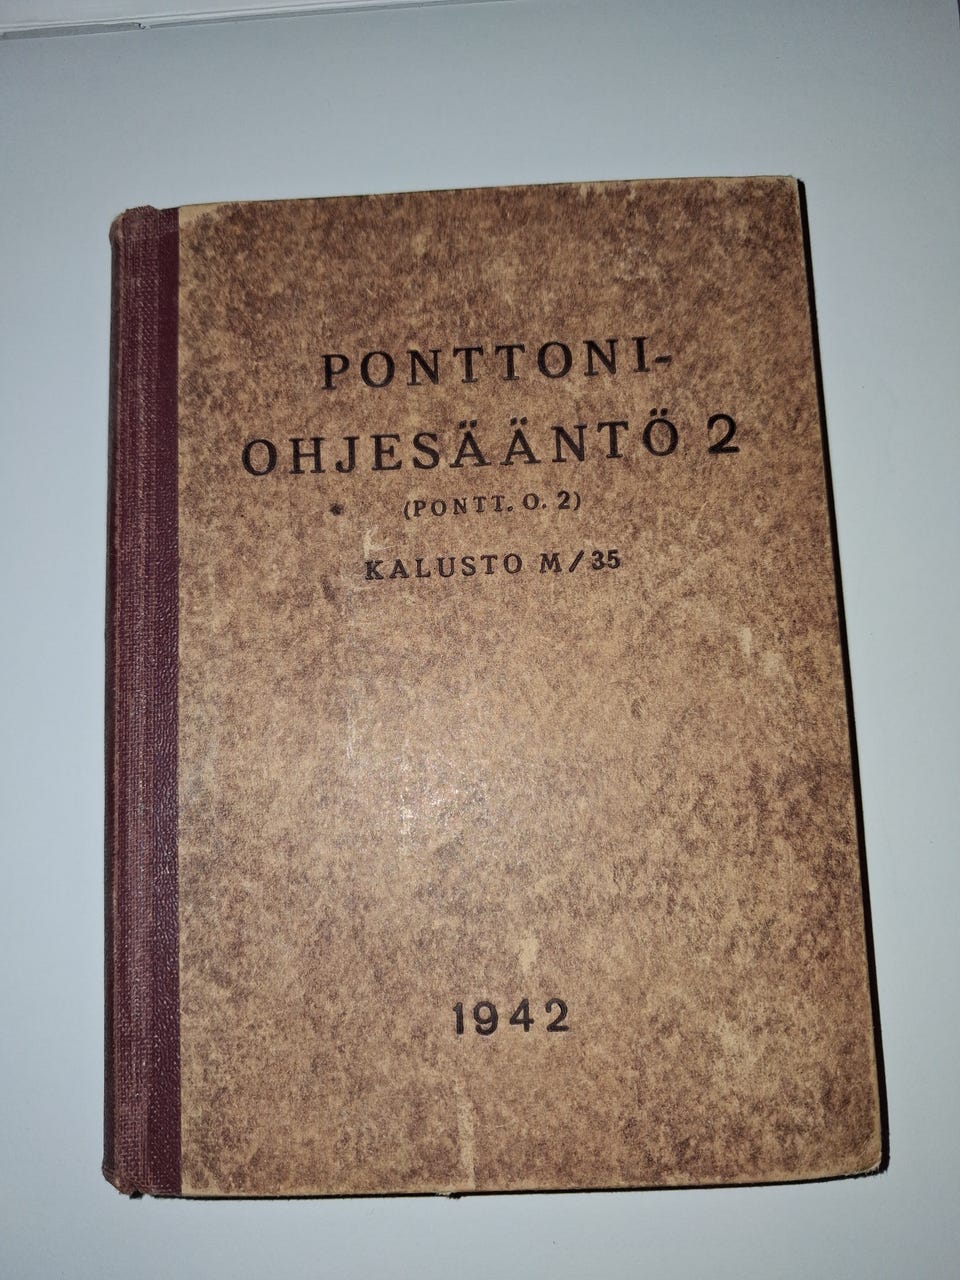 PONTTONI-
OHJESÄÄNTÖ 2
(PONTT. O. 2)
KALUSTO M/35
1942